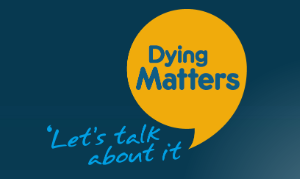 Dying
Matters
‘Let's talk
about it